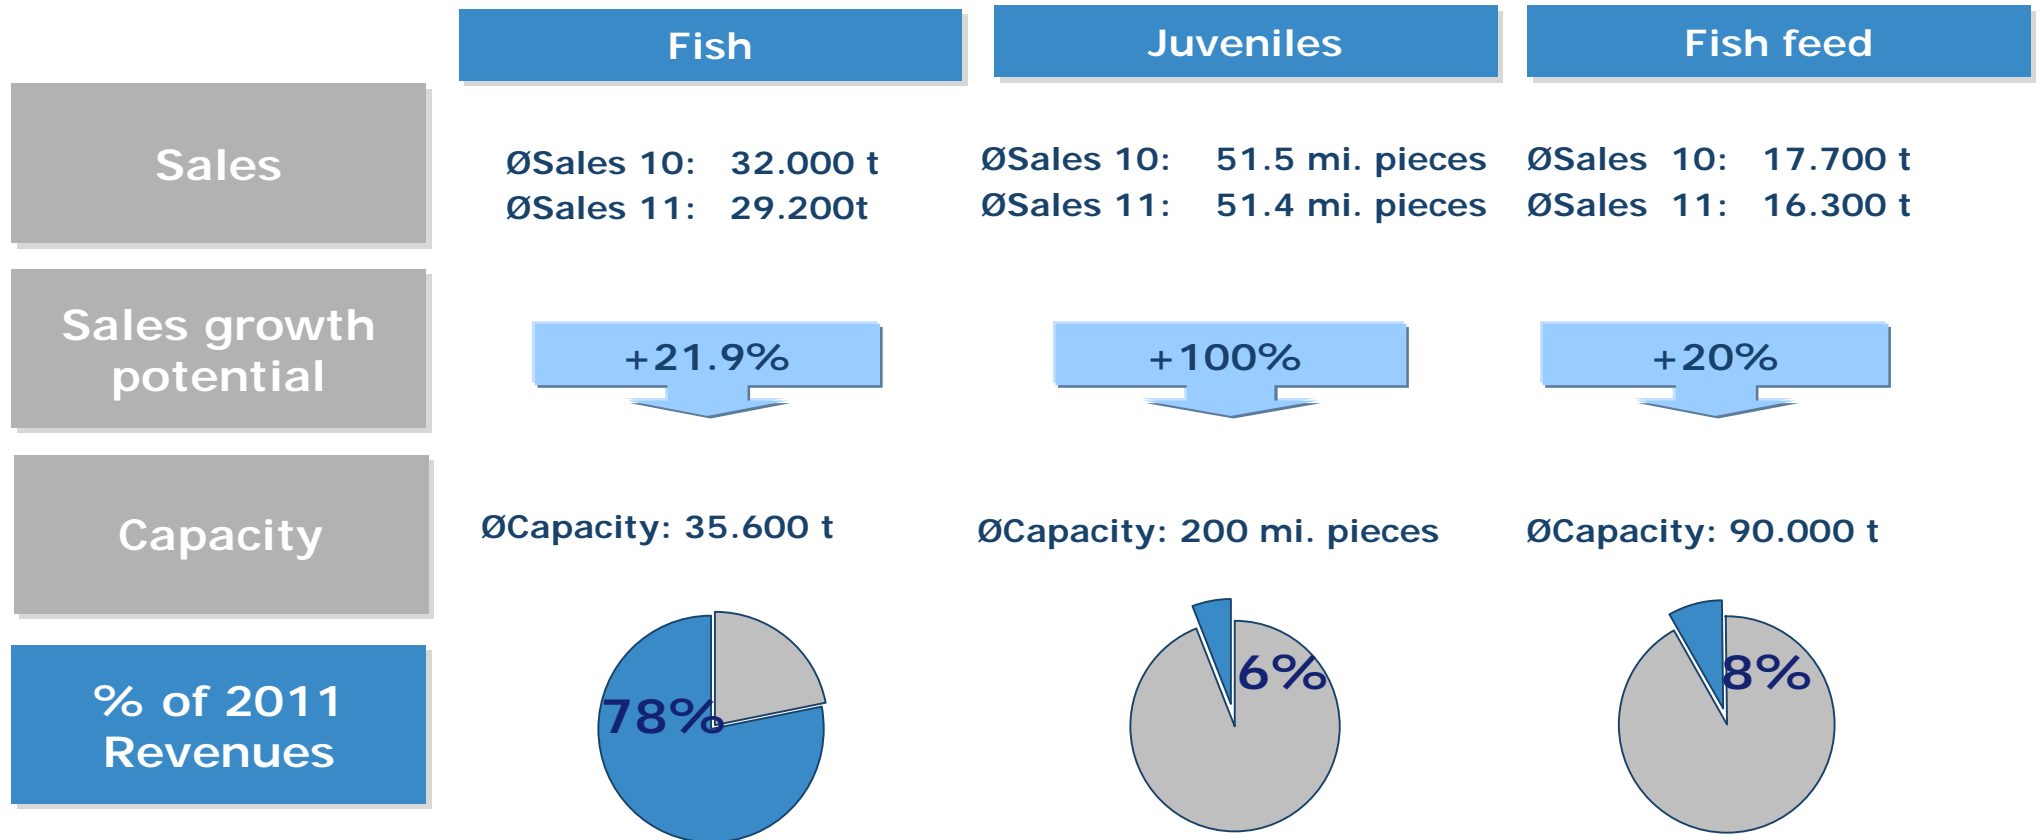 Fish
Juveniles
Fish feed
Sales
ØSales 10: 32.000 t
ØSales 11: 29.200t
ØSales 10: 51.5 mi. pieces
ØSales 11: 51.4 mi. pieces
ØSales 10: 17.700 t
ØSales 11: 16.300 t
Sales growth
potential
+21.9%
+100%
+20%
Capacity
ØCapacity: 35.600 t
ØCapacity: 200 mi. pieces
ØCapacity: 90.000 t
% of 2011
Revenues
78%
6%
8%